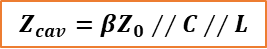 Z_cav = βZ_0 // C // L